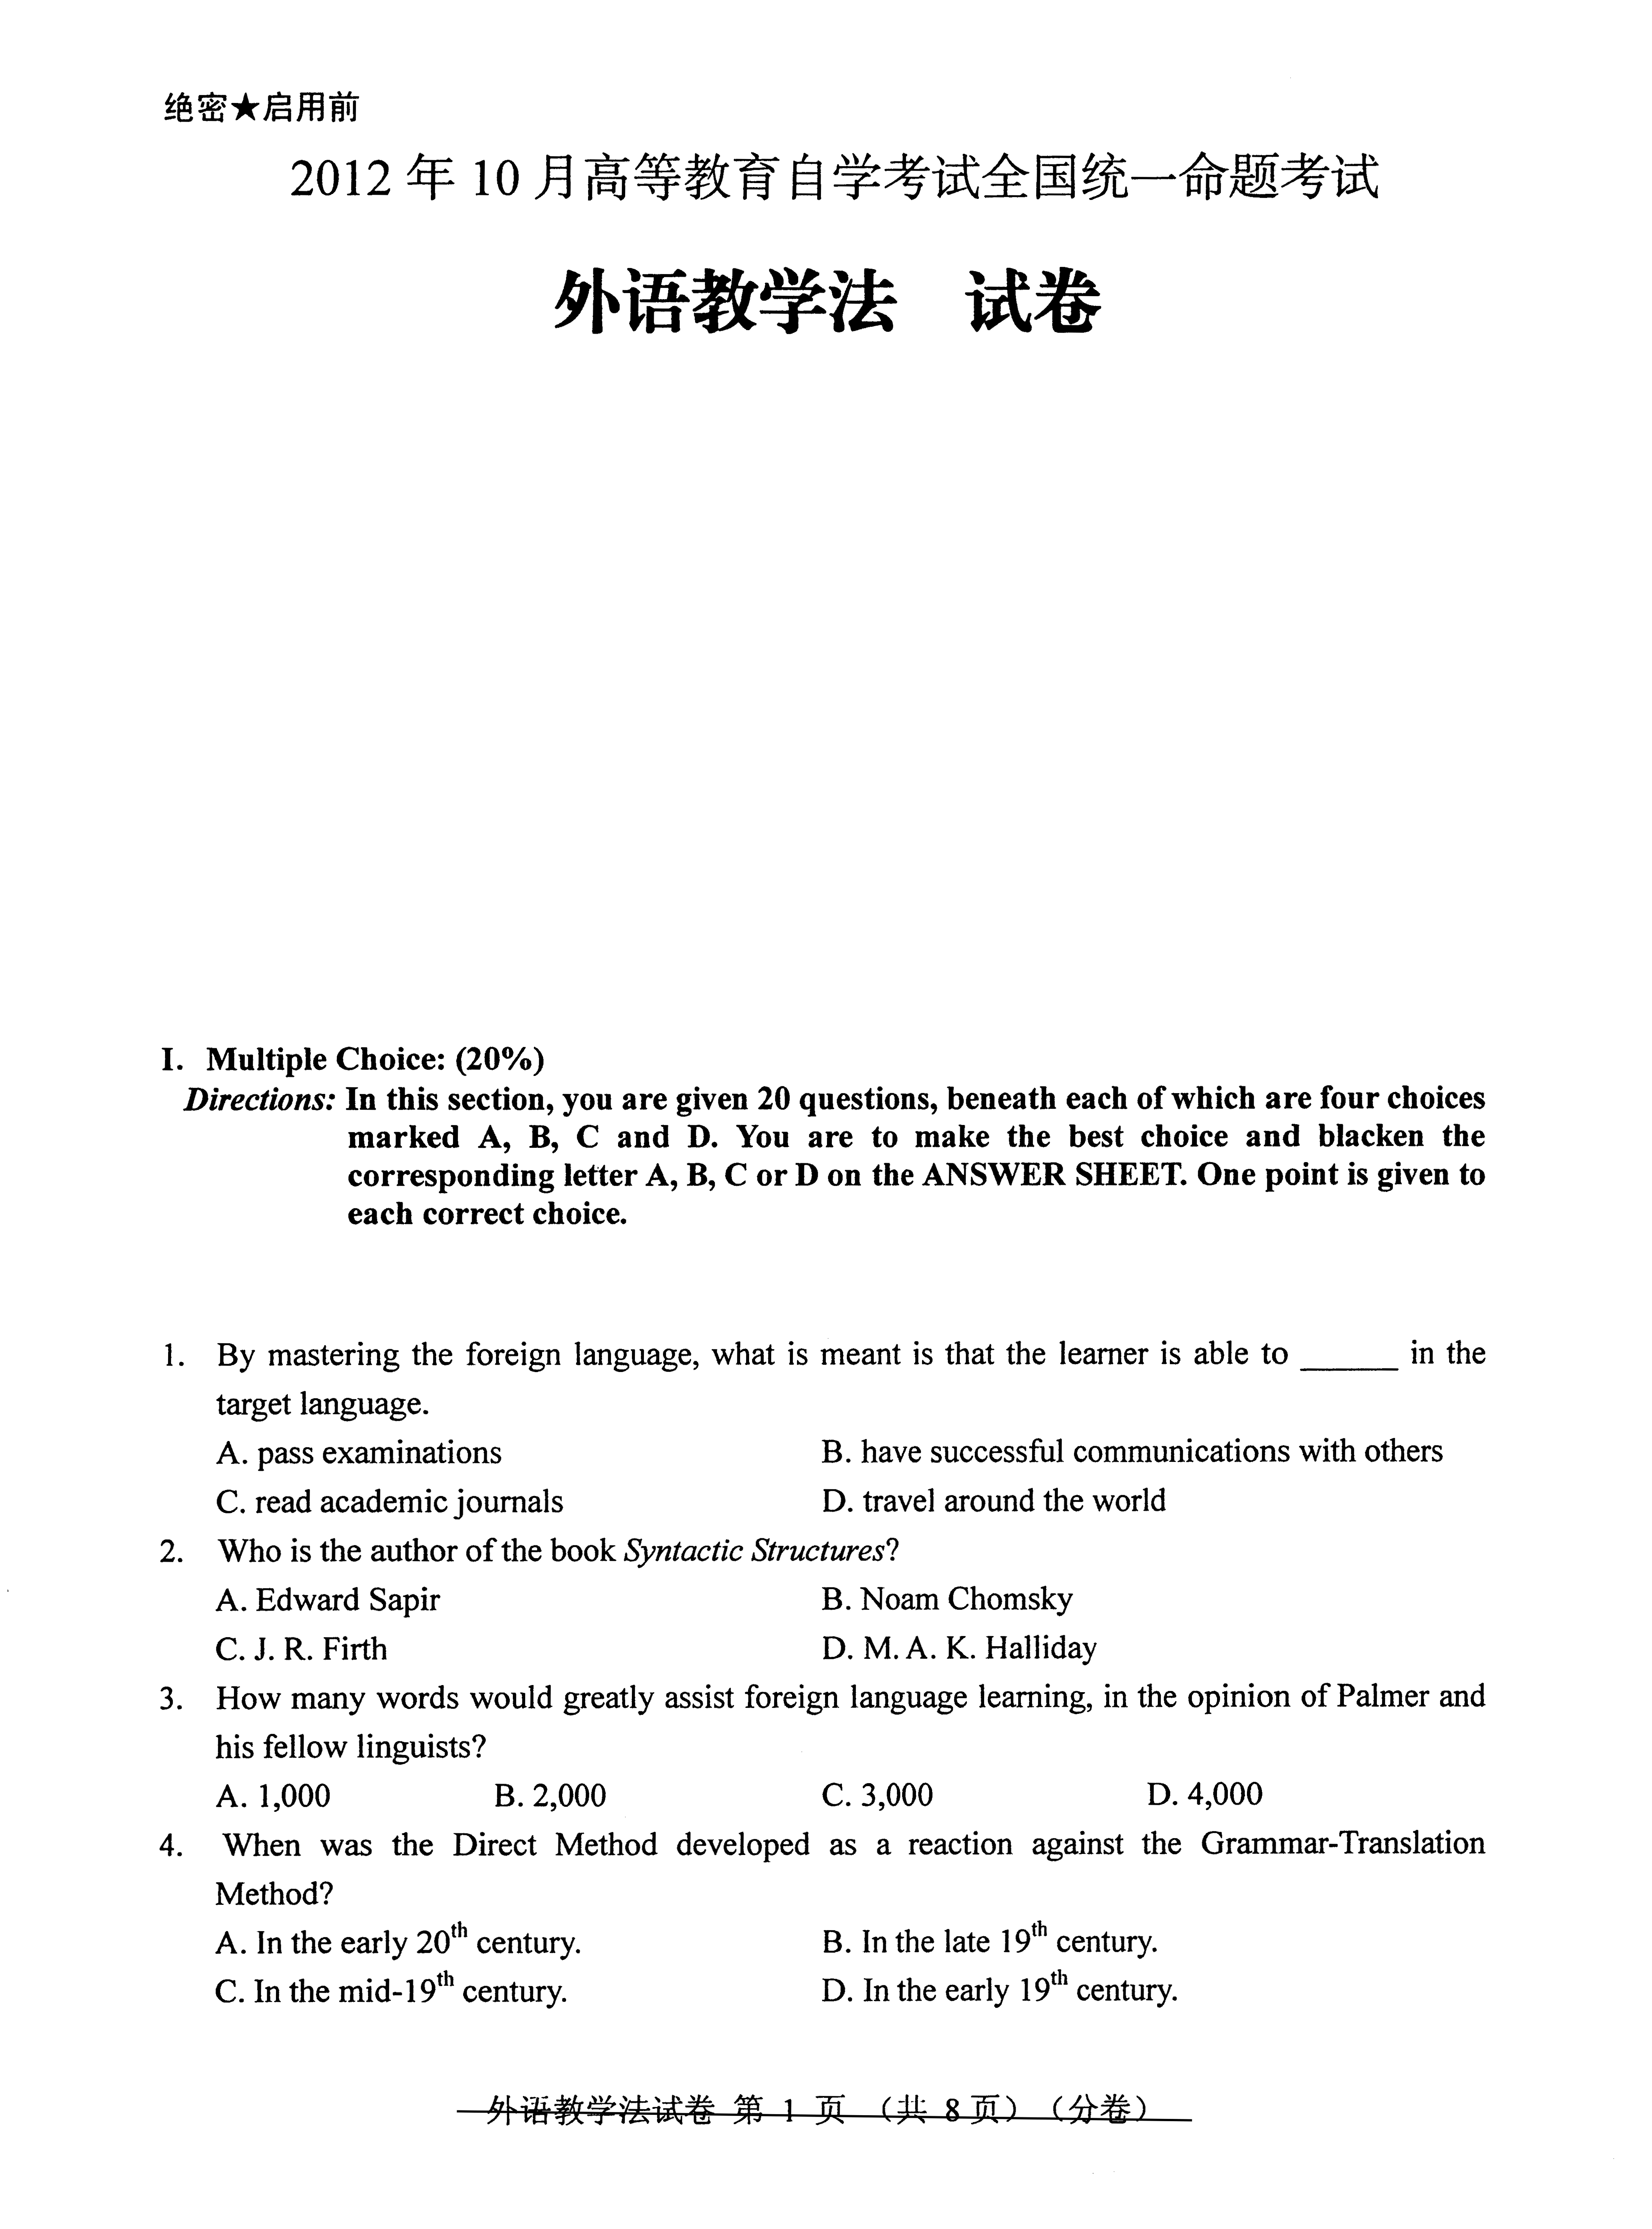 绝密★启用前
2012 年 10 月高等教育自学考试全国统一命题考试
外语教学法 试卷
I. Multiple Choice: (20%)
Directions: In this section, you are given 20 questions, beneath each of which are four choices
marked A, B, C and D. You are to make the best choice and blacken the
corresponding letter A, B, C or D on the ANSWER SHEET. One point is given to
each correct choice.
1. By mastering the foreign language, what is meant is that the learner is able to ______ in the
target language.
A. pass examinations B. have successful communications with others
C. read academic journals D. travel around the world
2. Who is the author of the book Syntactic Structures?
A. Edward Sapir B. Noam Chomsky
C. J. R. Firth D. M. A. K. Halliday
3. How many words would greatly assist foreign language learning, in the opinion of Palmer and
his fellow linguists?
A. 1,000 B. 2,000 C. 3,000 D. 4,000
4. When was the Direct Method developed as a reaction against the Grammar-Translation
Method?
A. In the early 20th century. B. In the late 19th century.
C. In the mid-19th century. D. In the early 19th century.
外语教学法试卷 第 1 页 (共 8 页) (分卷)